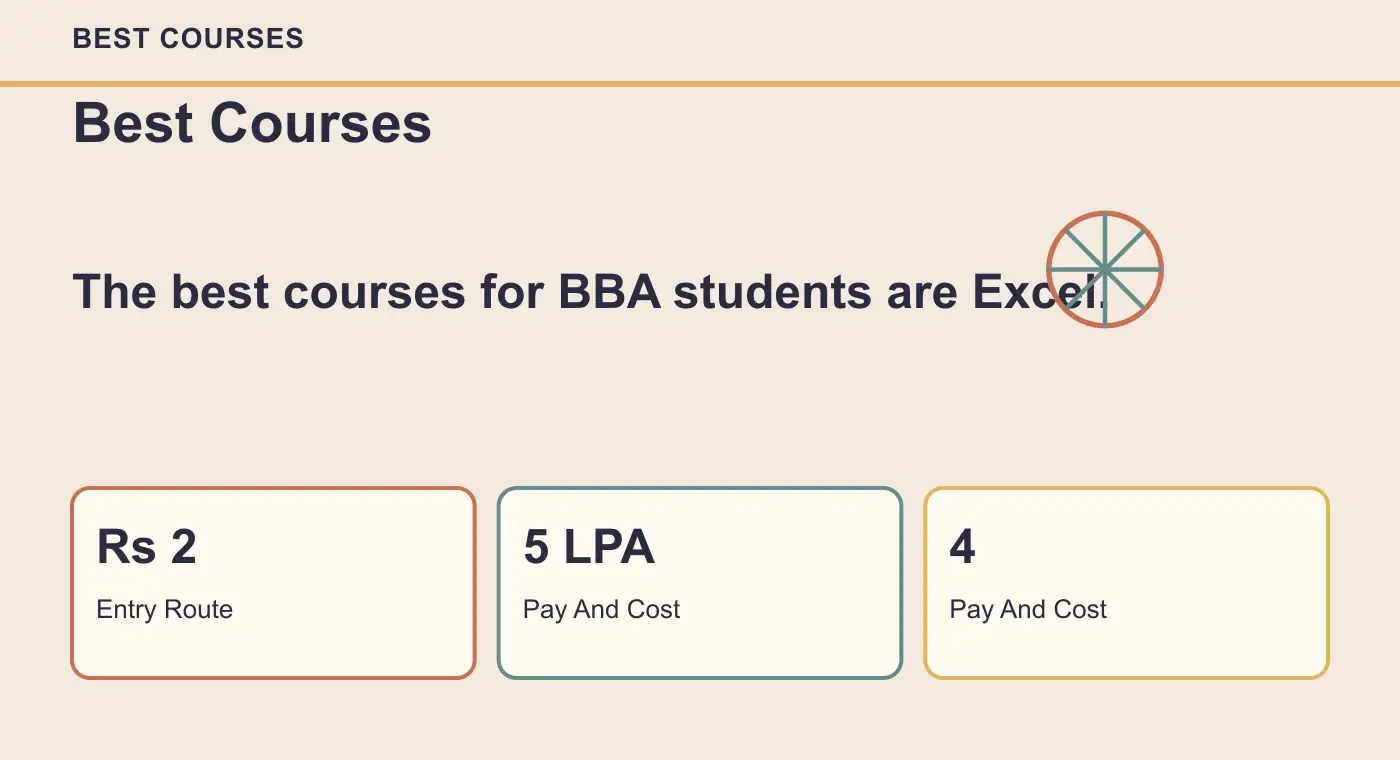 BEST COURSES
Best Courses
The best courses for BBA students are Excel.
Rs 2
Entry Route
5 LPA
Pay And Cost
4
Pay And Cost